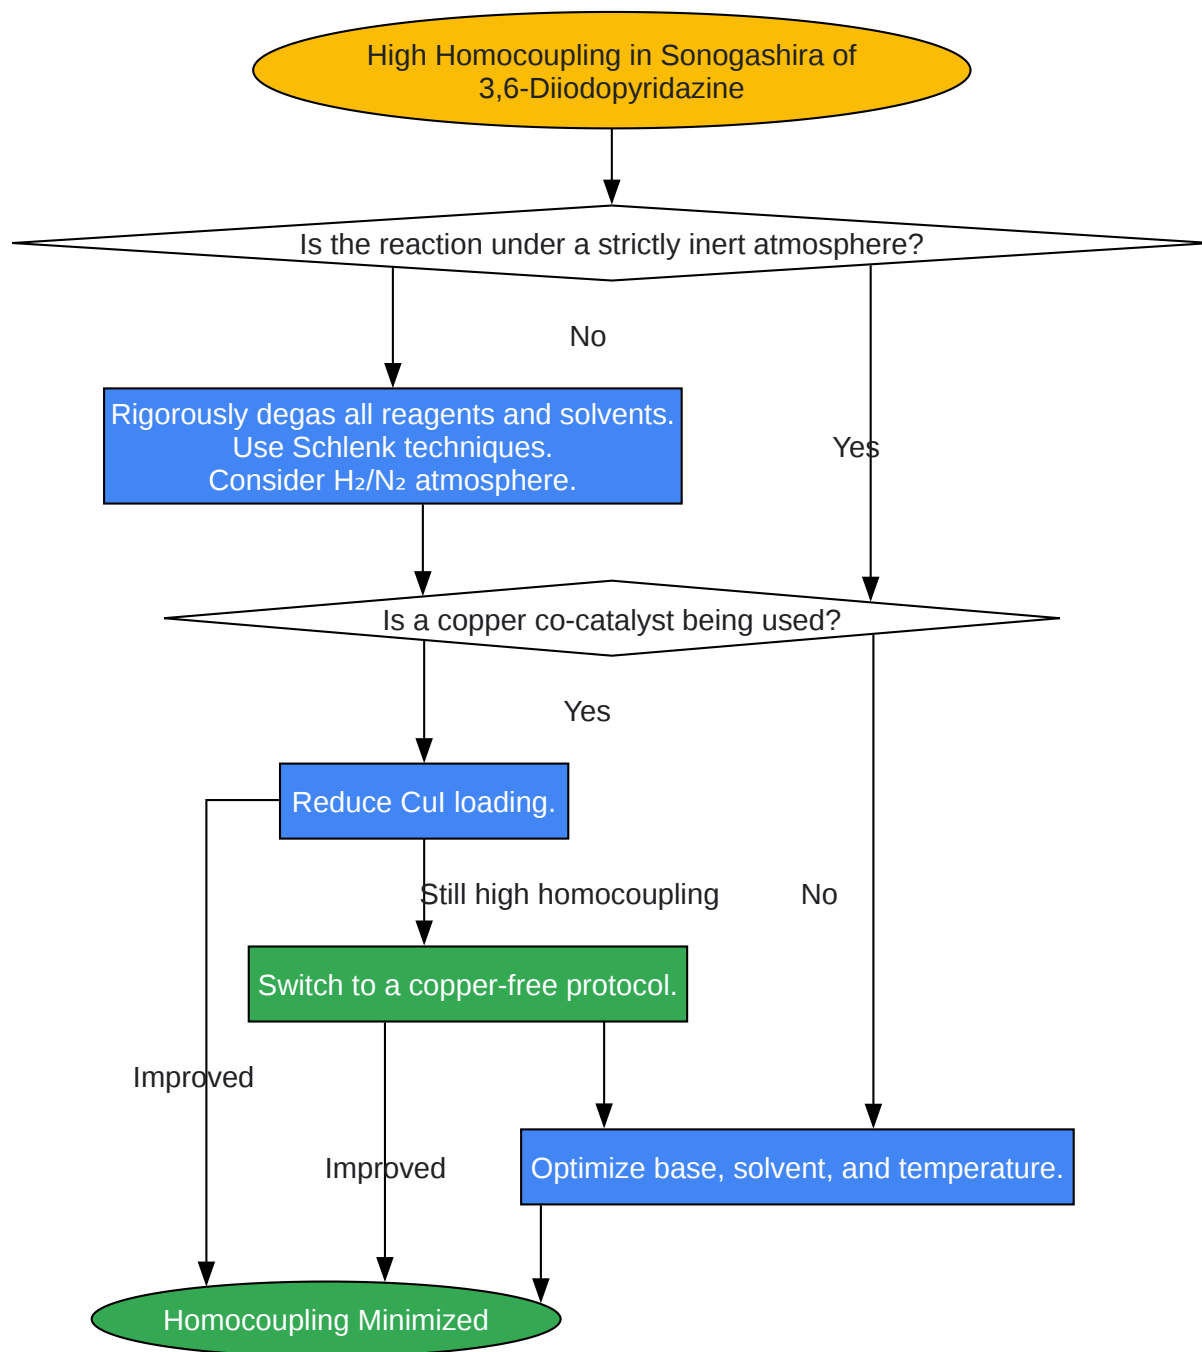 High Homocoupling in Sonogashira of
3,6-Diiodopyridazine
Is the reaction under a strictly inert atmosphere?
No
Rigorously degas all reagents and solvents.
Use Schlenk techniques.
Consider H₂/N₂ atmosphere.
Yes
Is a copper co-catalyst being used?
Yes
Reduce CuI loading.
Still high homocoupling
No
Switch to a copper-free protocol.
Improved
Improved
Optimize base, solvent, and temperature.
Homocoupling Minimized